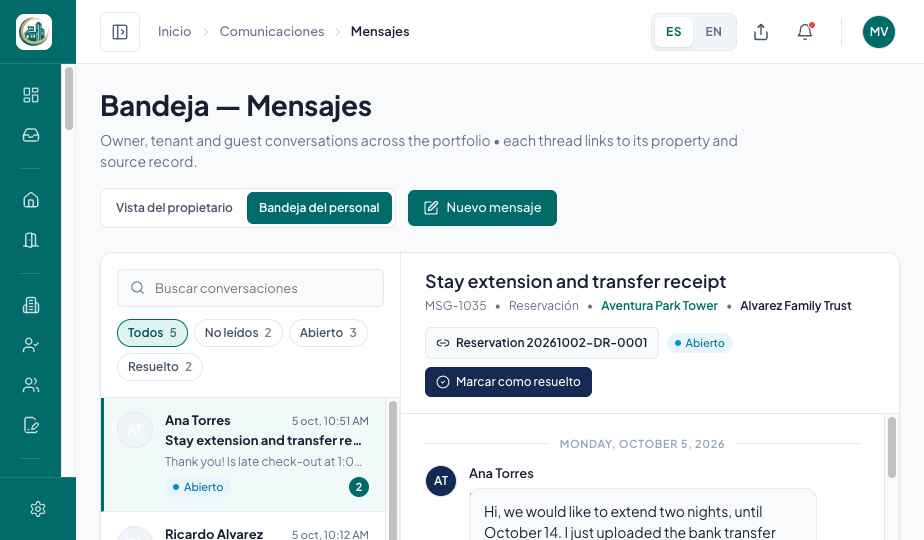 Inicio
Comunicaciones
Mensajes
ES
EN
MV
Bandeja — Mensajes
Owner, tenant and guest conversations across the portfolio • each thread links to its property and
source record.
Vista del propietario
Bandeja del personal
Nuevo mensaje
Buscar conversaciones
Todos 5
No leídos 2
Abierto 3
Resuelto 2
AT
Ana Torres
5 oct, 10:51 AM
Stay extension and transfer re...
Thank you! Is late check-out at 1:0...
Abierto
2
Ricardo Alvarez
5 oct, 10:12 AM
Stay extension and transfer receipt
MSG-1035 • Reservación • Aventura Park Tower • Alvarez Family Trust
Reservation 20261002-DR-0001
Abierto
Marcar como resuelto
MONDAY, OCTOBER 5, 2026
AT
Ana Torres
Hi, we would like to extend two nights, until
October 14. I just uploaded the bank transfer